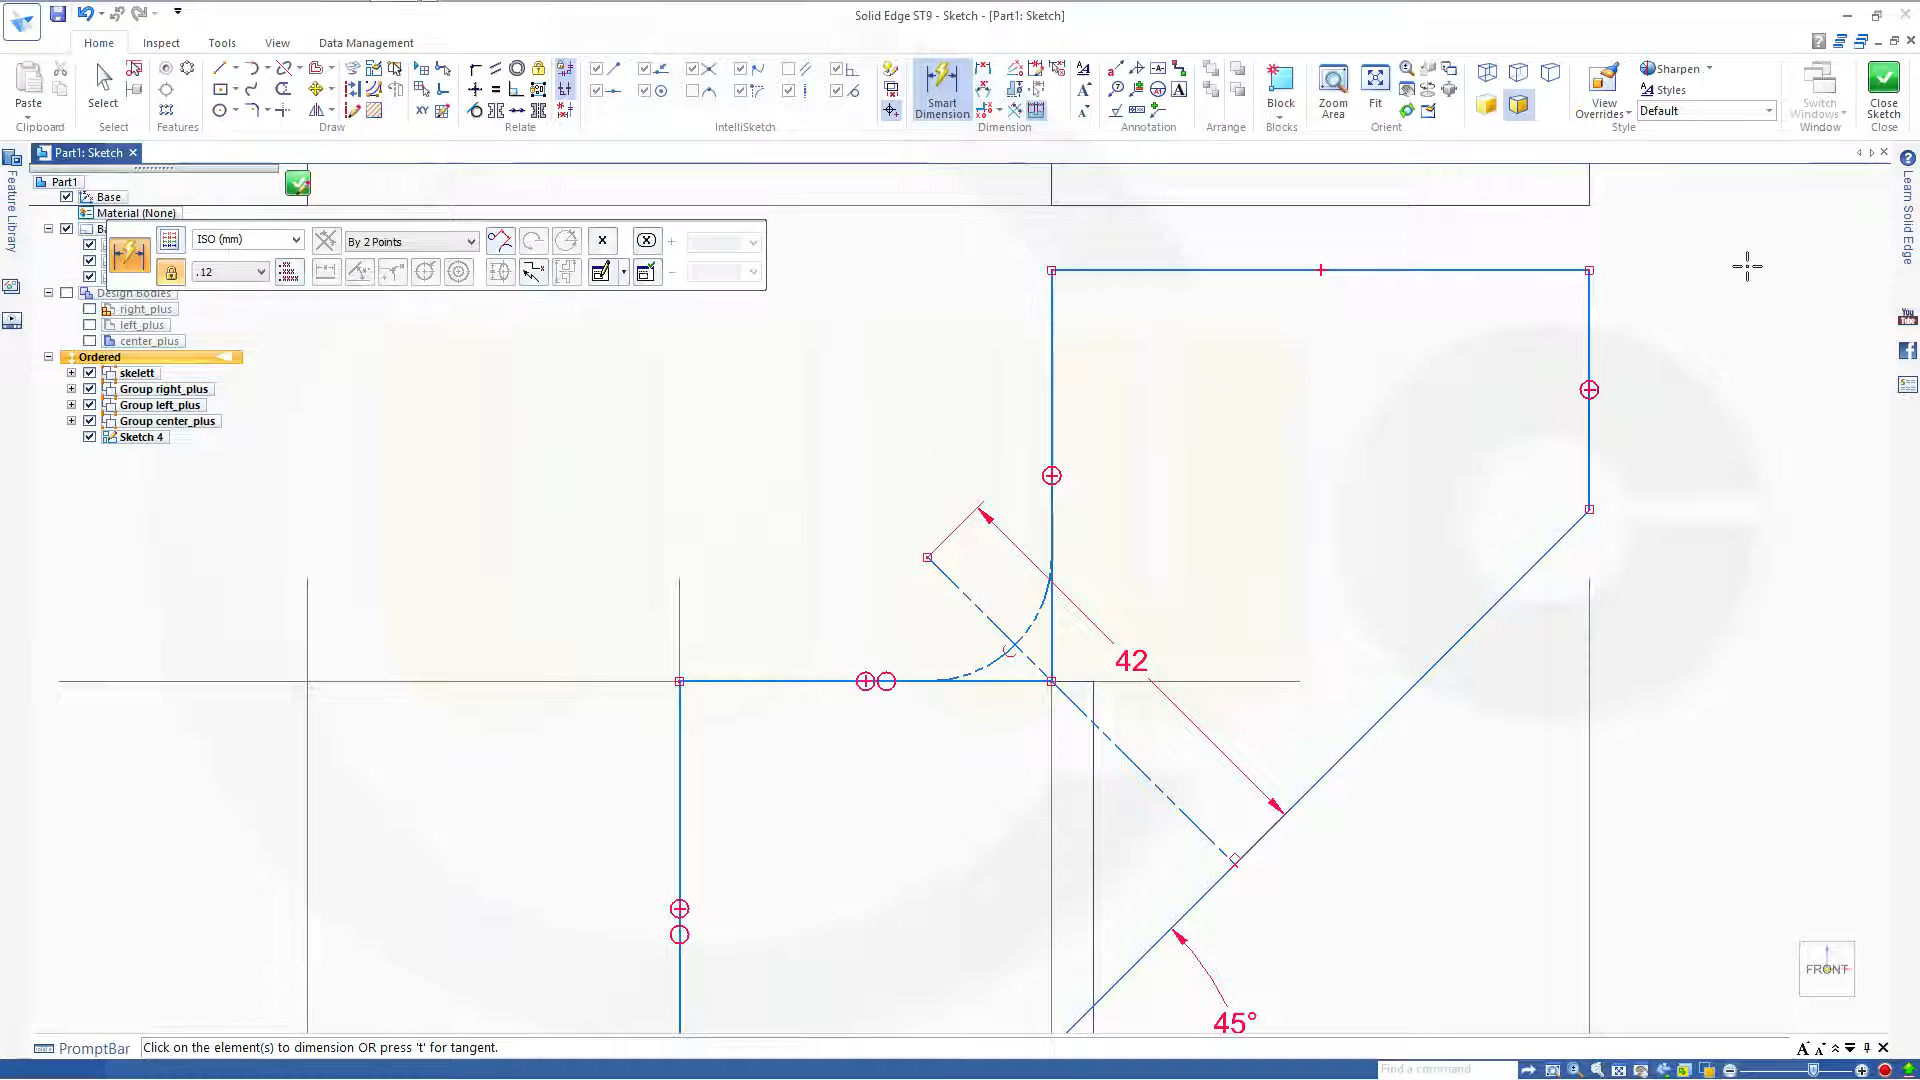 Solid Edge ST9 - Sketch - [Part1: Sketch]
Home
Inspect
Tools
View
Data Management
Paste
Select
Smart
Dimension
Block
Zoom
Area
Fit
View
Overrides
Sharpen
Styles
Default
Switch
Windows
Close
Sketch
Clipboard
Select
Features
Draw
Relate
IntelliSketch
Dimension
Annotation
Arrange
Blocks
Orient
Style
Window
Close
Part1: Sketch
Part1
Base
Material (None)
Ba
ISO (mm)
By 2 Points
.12
Design Bodies
right_plus
left_plus
center_plus
Ordered
skelett
Group right_plus
Group left_plus
Group center_plus
Sketch 4
Feature Library
Learn Solid Edge
You
Tube
42
45°
FRONT
PromptBar
Click on the element(s) to dimension OR press 't' for tangent.
Find a command